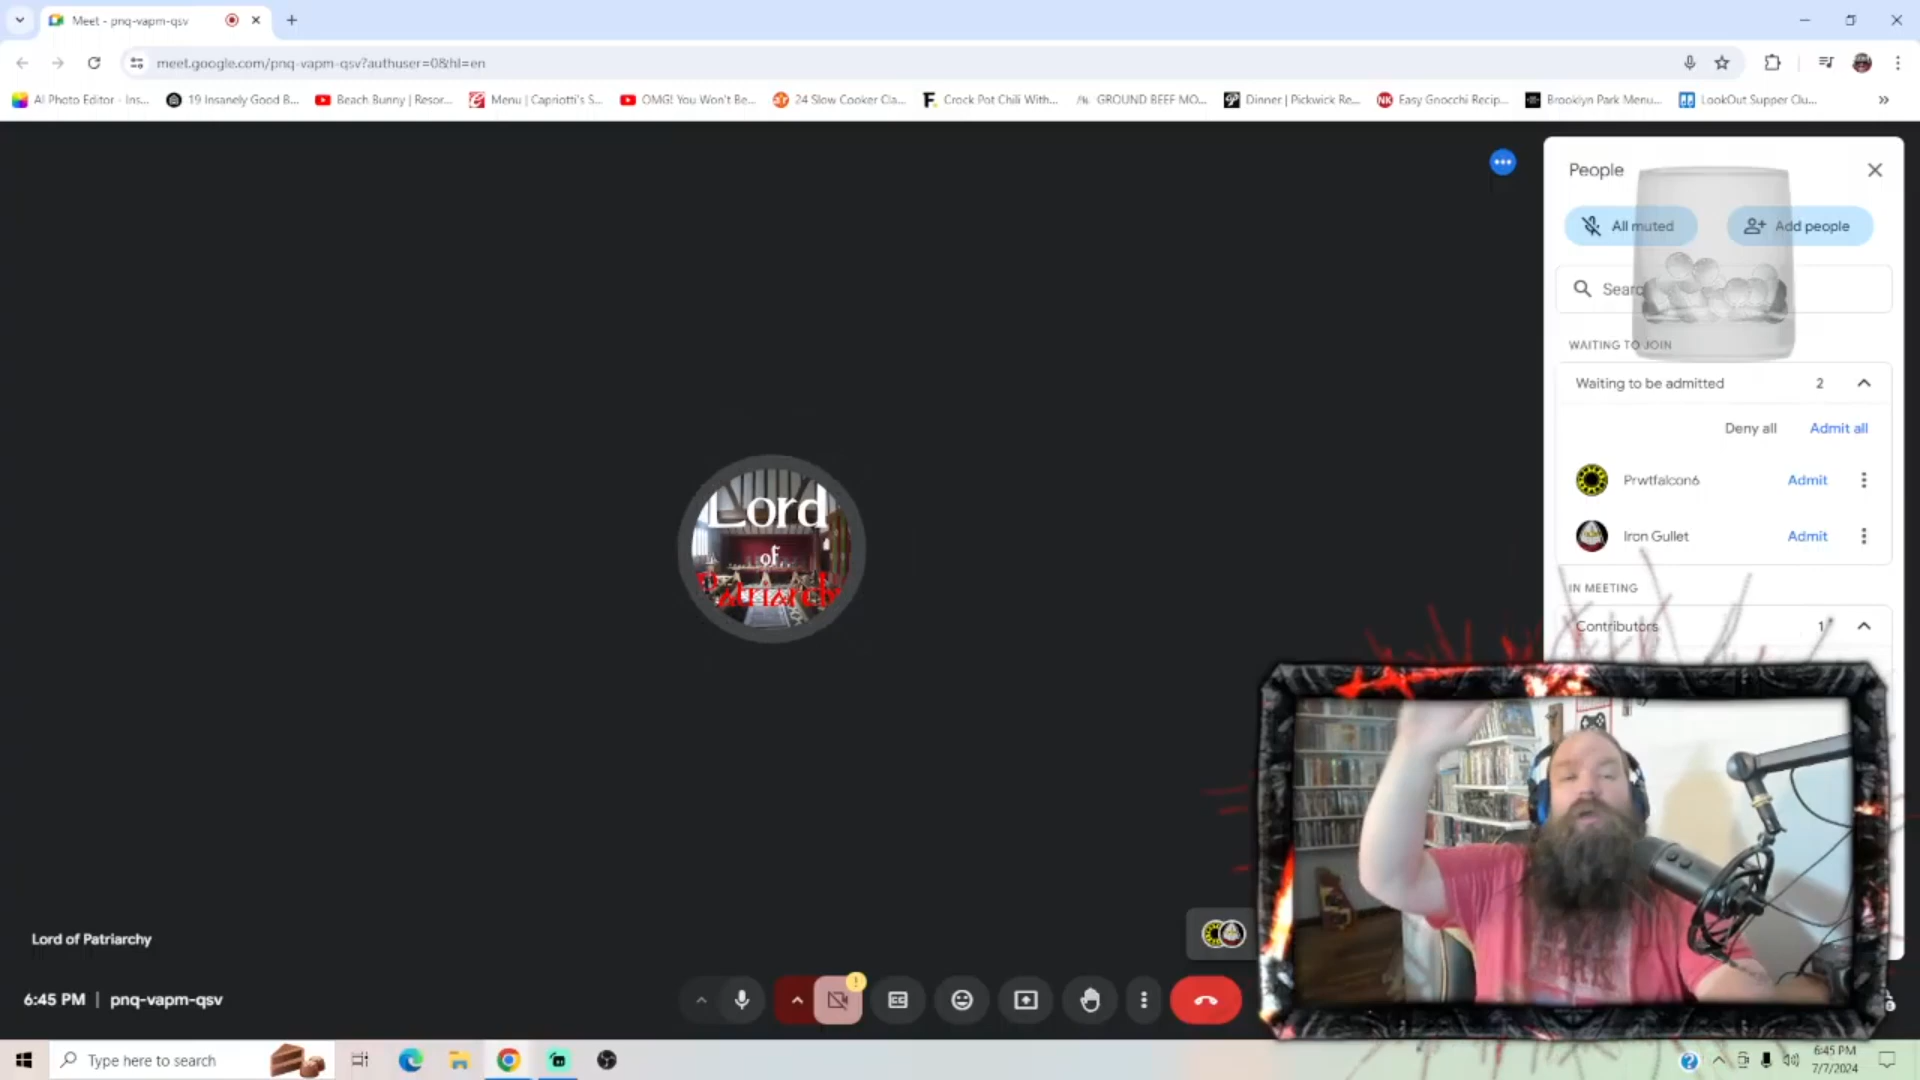 Meet - pnq-vapm-qsv
meet.google.com/pnq-vapm-qsv?authuser=0&hl=en
AI Photo Editor - Ins...
19 Insanely Good B...
Beach Bunny | Resor...
Menu | Capriotti's S...
OMG! You Won't Be...
24 Slow Cooker Cla...
Crock Pot Chili With...
GROUND BEEF MO...
Dinner | Pickwick Re...
Easy Gnocchi Recip...
Brooklyn Park Menu...
LookOut Supper Clu...
People
All muted
Add people
Searc
WAITING TO JOIN
Waiting to be admitted 2
Deny all Admit all
Prwtfalcon6 Admit
Iron Gullet Admit
IN MEETING
Contributors 1
Lord
of
Patriarchy
Lord of Patriarchy
6:45 PM | pnq-vapm-qsv
Type here to search
6:45 PM
7/7/2024